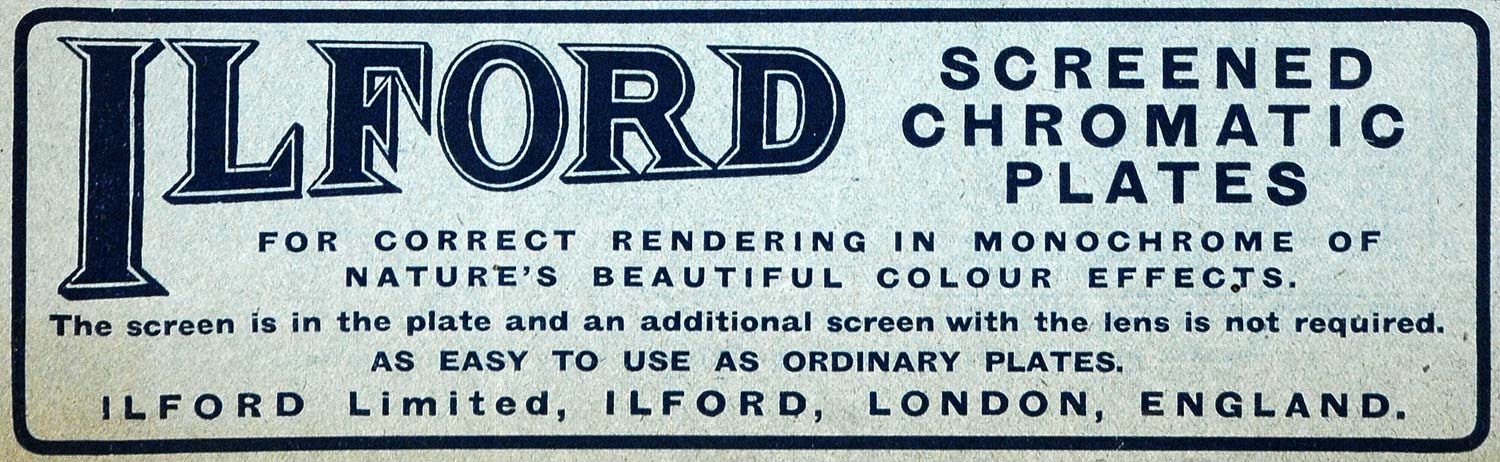 ILFORD
SCREENED
CHROMATIC
PLATES
FOR CORRECT RENDERING IN MONOCHROME OF
NATURE'S BEAUTIFUL COLOUR EFFECTS.
The screen is in the plate and an additional screen with the lens is not required.
AS EASY TO USE AS ORDINARY PLATES.
ILFORD Limited, ILFORD, LONDON, ENGLAND.